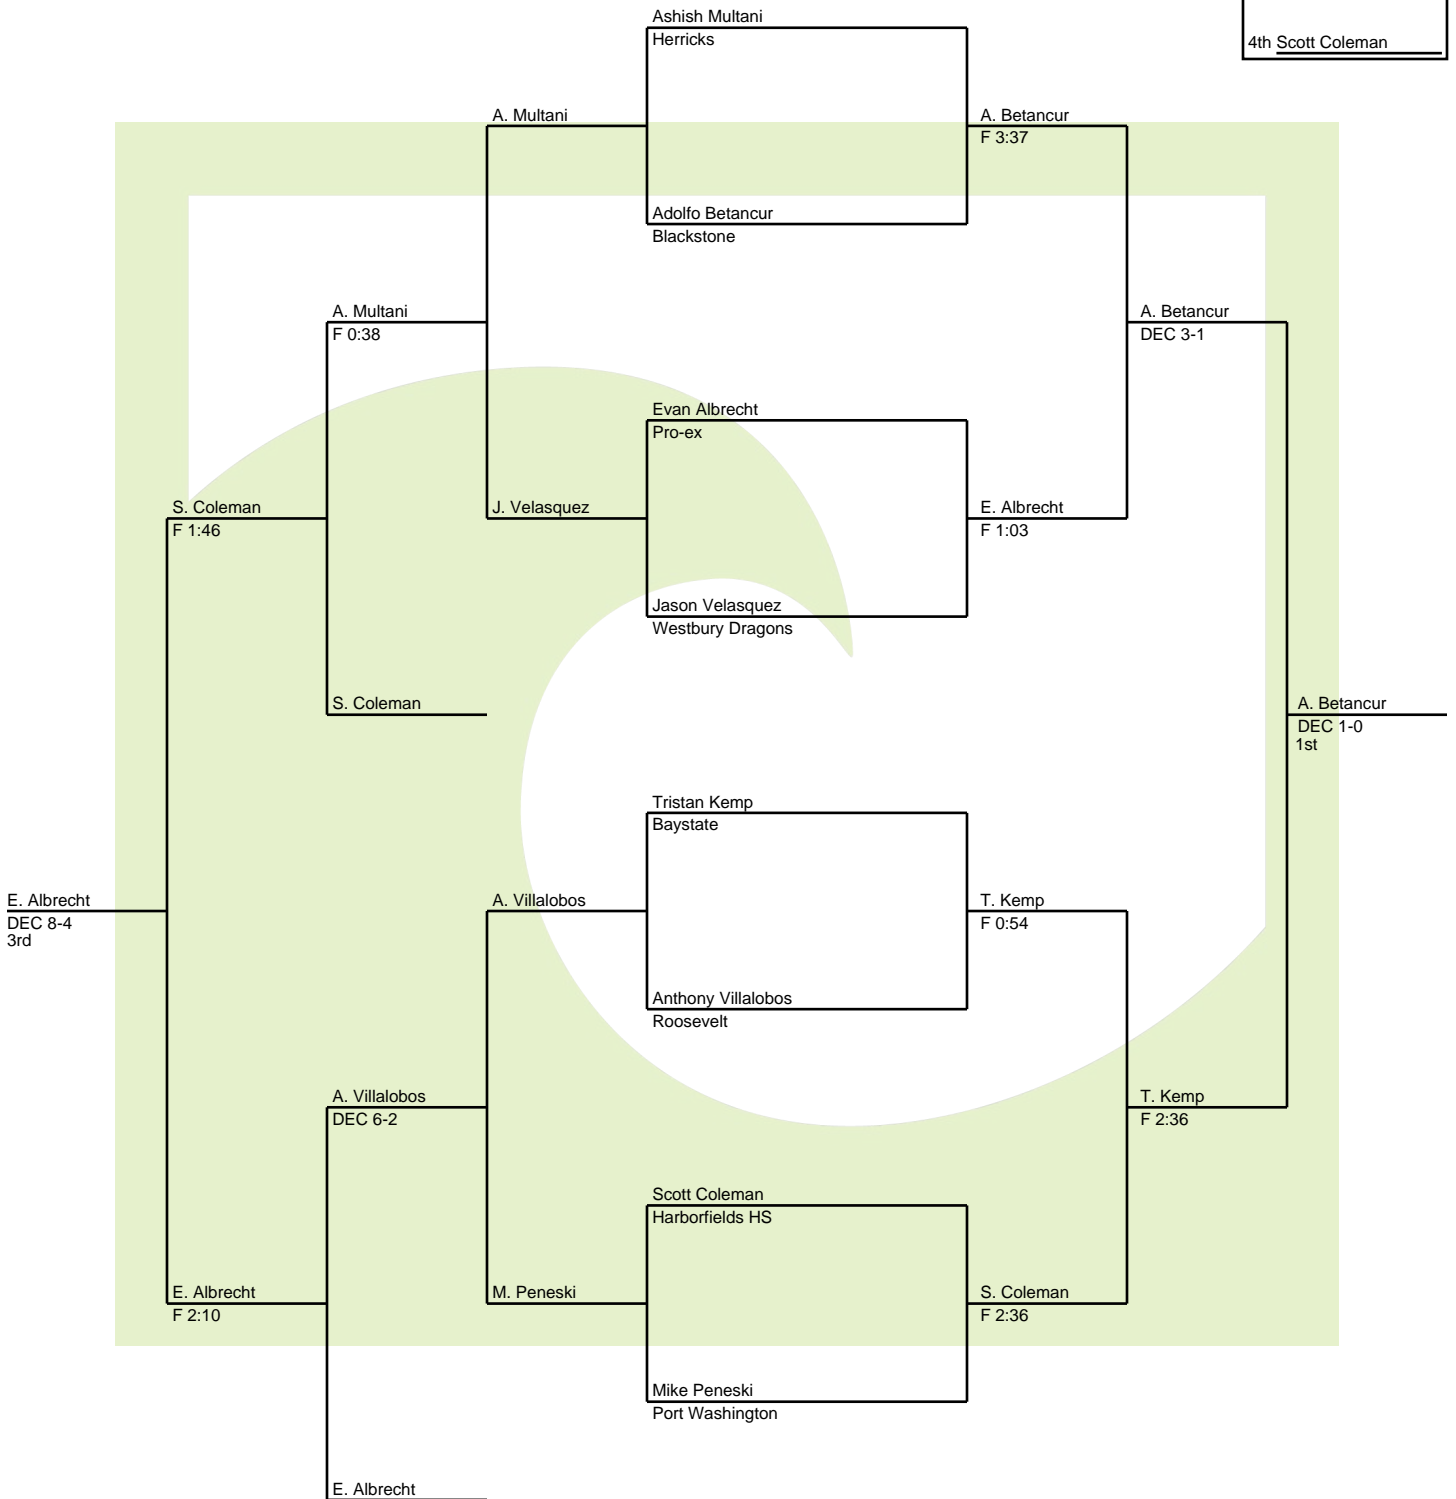 Ashish Multani
Herricks
4th Scott Coleman
A. Multani
A. Betancur
F 3:37
Adolfo Betancur
Blackstone
A. Multani
F 0:38
A. Betancur
DEC 3-1
Evan Albrecht
Pro-ex
S. Coleman
F 1:46
J. Velasquez
E. Albrecht
F 1:03
Jason Velasquez
Westbury Dragons
S. Coleman
A. Betancur
DEC 1-0
1st
Tristan Kemp
Baystate
E. Albrecht
DEC 8-4
3rd
A. Villalobos
T. Kemp
F 0:54
Anthony Villalobos
Roosevelt
A. Villalobos
DEC 6-2
T. Kemp
F 2:36
Scott Coleman
Harborfields HS
E. Albrecht
F 2:10
M. Peneski
S. Coleman
F 2:36
Mike Peneski
Port Washington
E. Albrecht